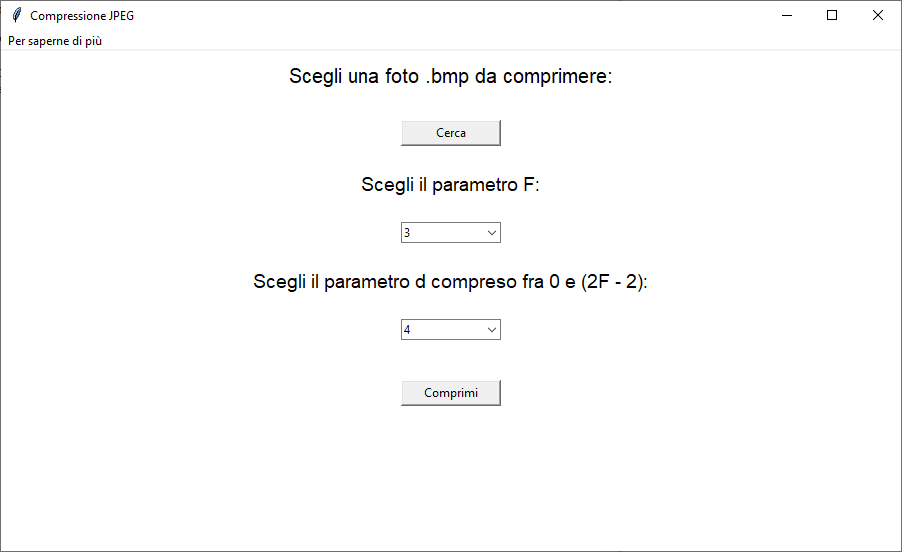 Compressione JPEG
Per saperne di più
Scegli una foto .bmp da comprimere:
Cerca
Scegli il parametro F:
3
Scegli il parametro d compreso fra 0 e (2F - 2):
4
Comprimi